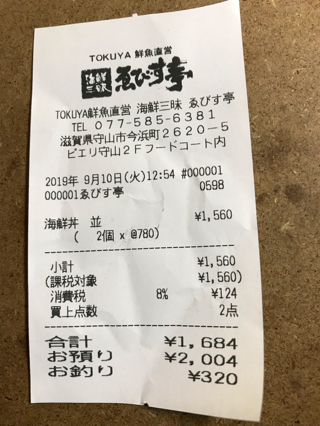 TOKUYA 鮮魚直営
海鮮三昧 ゑびす亭
TOKUYA鮮魚直営 海鮮三昧 ゑびす亭
TEL 077-585-6381
滋賀県守山市今浜町2620-5
ピエリ守山2Fフードコート内
2019年 9月10日(火)12:54 #000001
000001ゑびす亭 0598
海鮮丼 並 ¥1,560
( 2個 x @780)
小計 ¥1,560
(課税対象 ¥1,560)
消費税 8% ¥124
買上点数 2点
合計 ¥1,684
お預り ¥2,004
お釣り ¥320